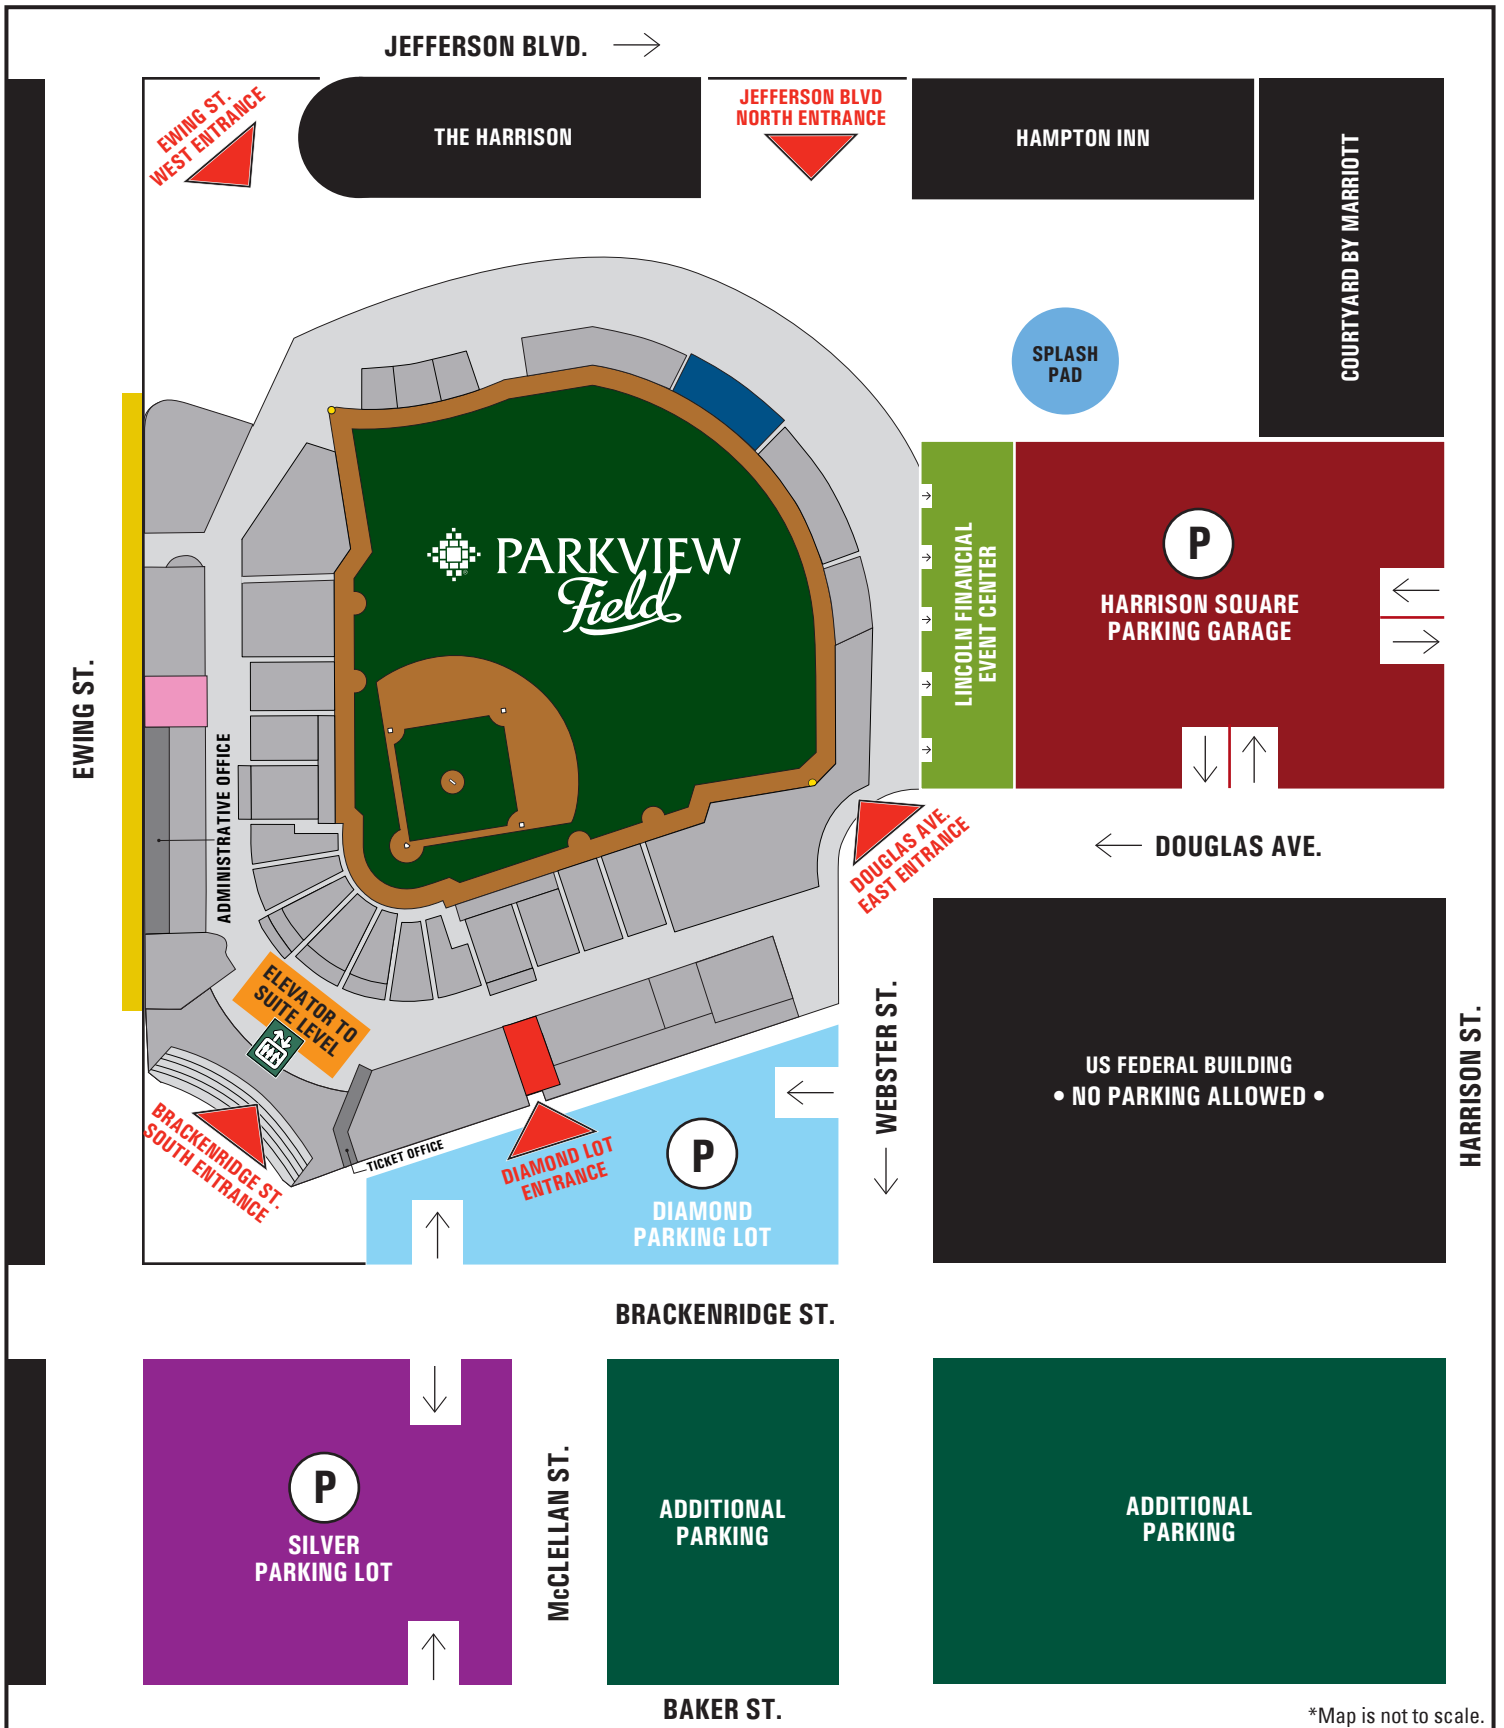 JEFFERSON BLVD.
EWING ST.
WEST ENTRANCE
THE HARRISON
JEFFERSON BLVD
NORTH ENTRANCE
HAMPTON INN
COURTYARD BY MARRIOTT
SPLASH
PAD
PARKVIEW
Field
LINCOLN FINANCIAL
EVENT CENTER
P
HARRISON SQUARE
PARKING GARAGE
EWING ST.
ADMINISTRATIVE OFFICE
DOUGLAS AVE.
EAST ENTRANCE
DOUGLAS AVE.
ELEVATOR TO
SUITE LEVEL
WEBSTER ST.
US FEDERAL BUILDING
• NO PARKING ALLOWED •
HARRISON ST.
BRACKENRIDGE ST.
SOUTH ENTRANCE
TICKET OFFICE
DIAMOND LOT
ENTRANCE
P
DIAMOND
PARKING LOT
BRACKENRIDGE ST.
P
SILVER
PARKING LOT
McCLELLAN ST.
ADDITIONAL
PARKING
ADDITIONAL
PARKING
BAKER ST.
*Map is not to scale.